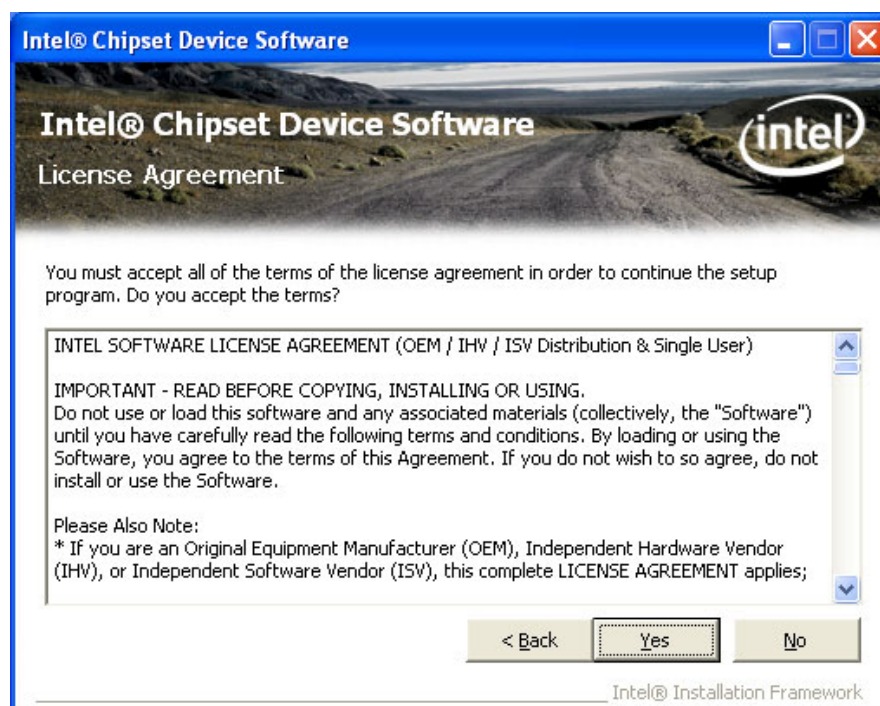 Intel® Chipset Device Software
Intel® Chipset Device Software
intel
License Agreement
You must accept all of the terms of the license agreement in order to continue the setup
program. Do you accept the terms?
INTEL SOFTWARE LICENSE AGREEMENT (OEM / IHV / ISV Distribution & Single User)
IMPORTANT - READ BEFORE COPYING, INSTALLING OR USING.
Do not use or load this software and any associated materials (collectively, the "Software")
until you have carefully read the following terms and conditions. By loading or using the
Software, you agree to the terms of this Agreement. If you do not wish to so agree, do not
install or use the Software.
Please Also Note:
* If you are an Original Equipment Manufacturer (OEM), Independent Hardware Vendor
(IHV), or Independent Software Vendor (ISV), this complete LICENSE AGREEMENT applies;
< Back Yes No
Intel® Installation Framework